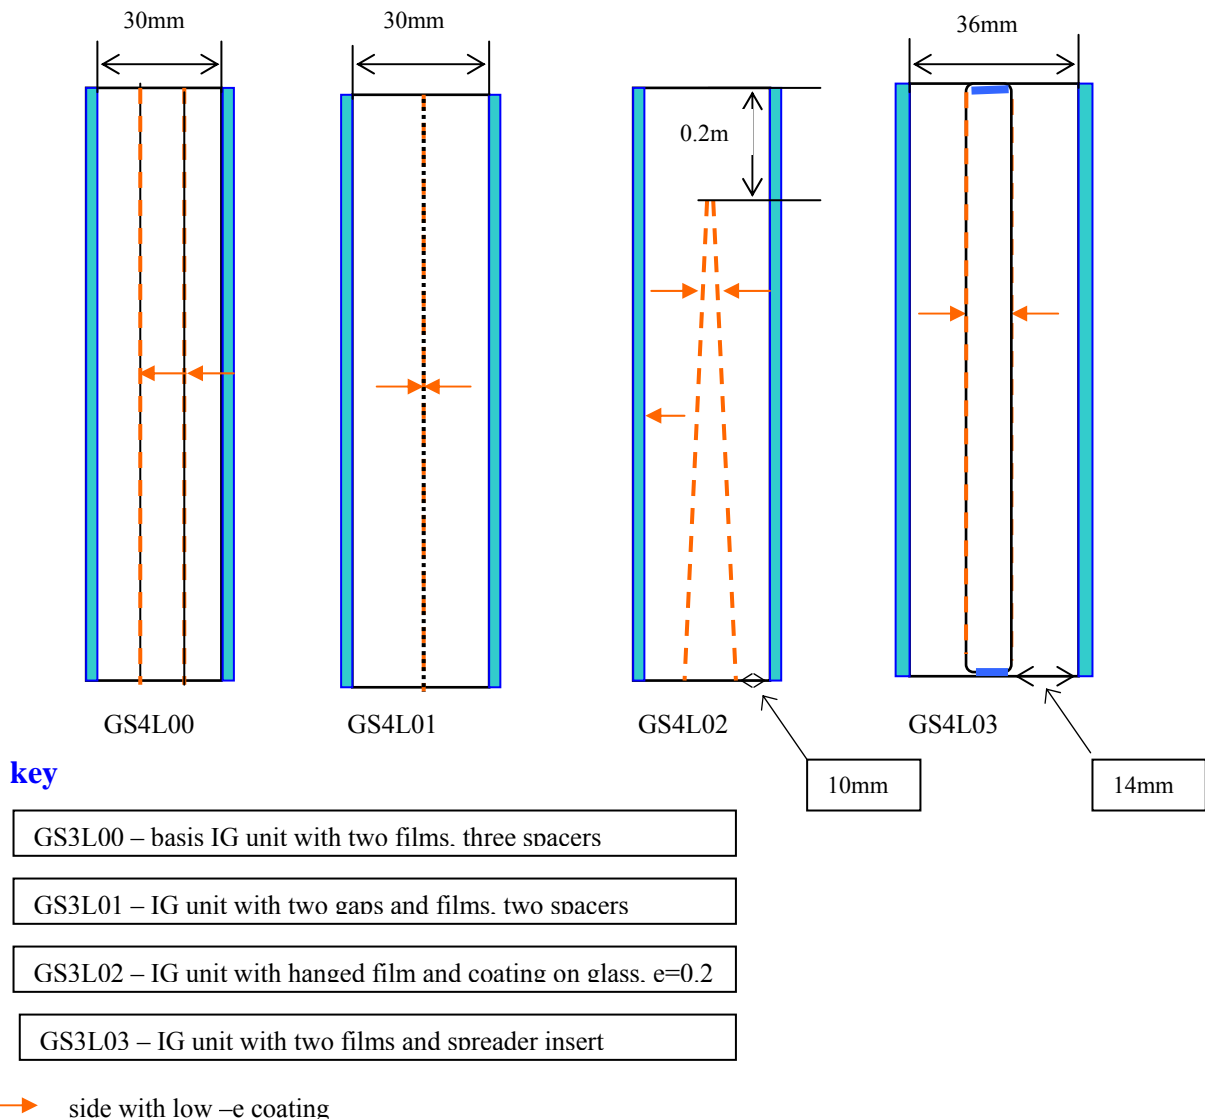 30mm
30mm
36mm
0.2m
GS4L00
GS4L01
GS4L02
GS4L03
10mm
14mm
key
GS3L00 – basis IG unit with two films, three spacers
GS3L01 – IG unit with two gaps and films, two spacers
GS3L02 – IG unit with hanged film and coating on glass, e=0.2
GS3L03 – IG unit with two films and spreader insert
side with low –e coating